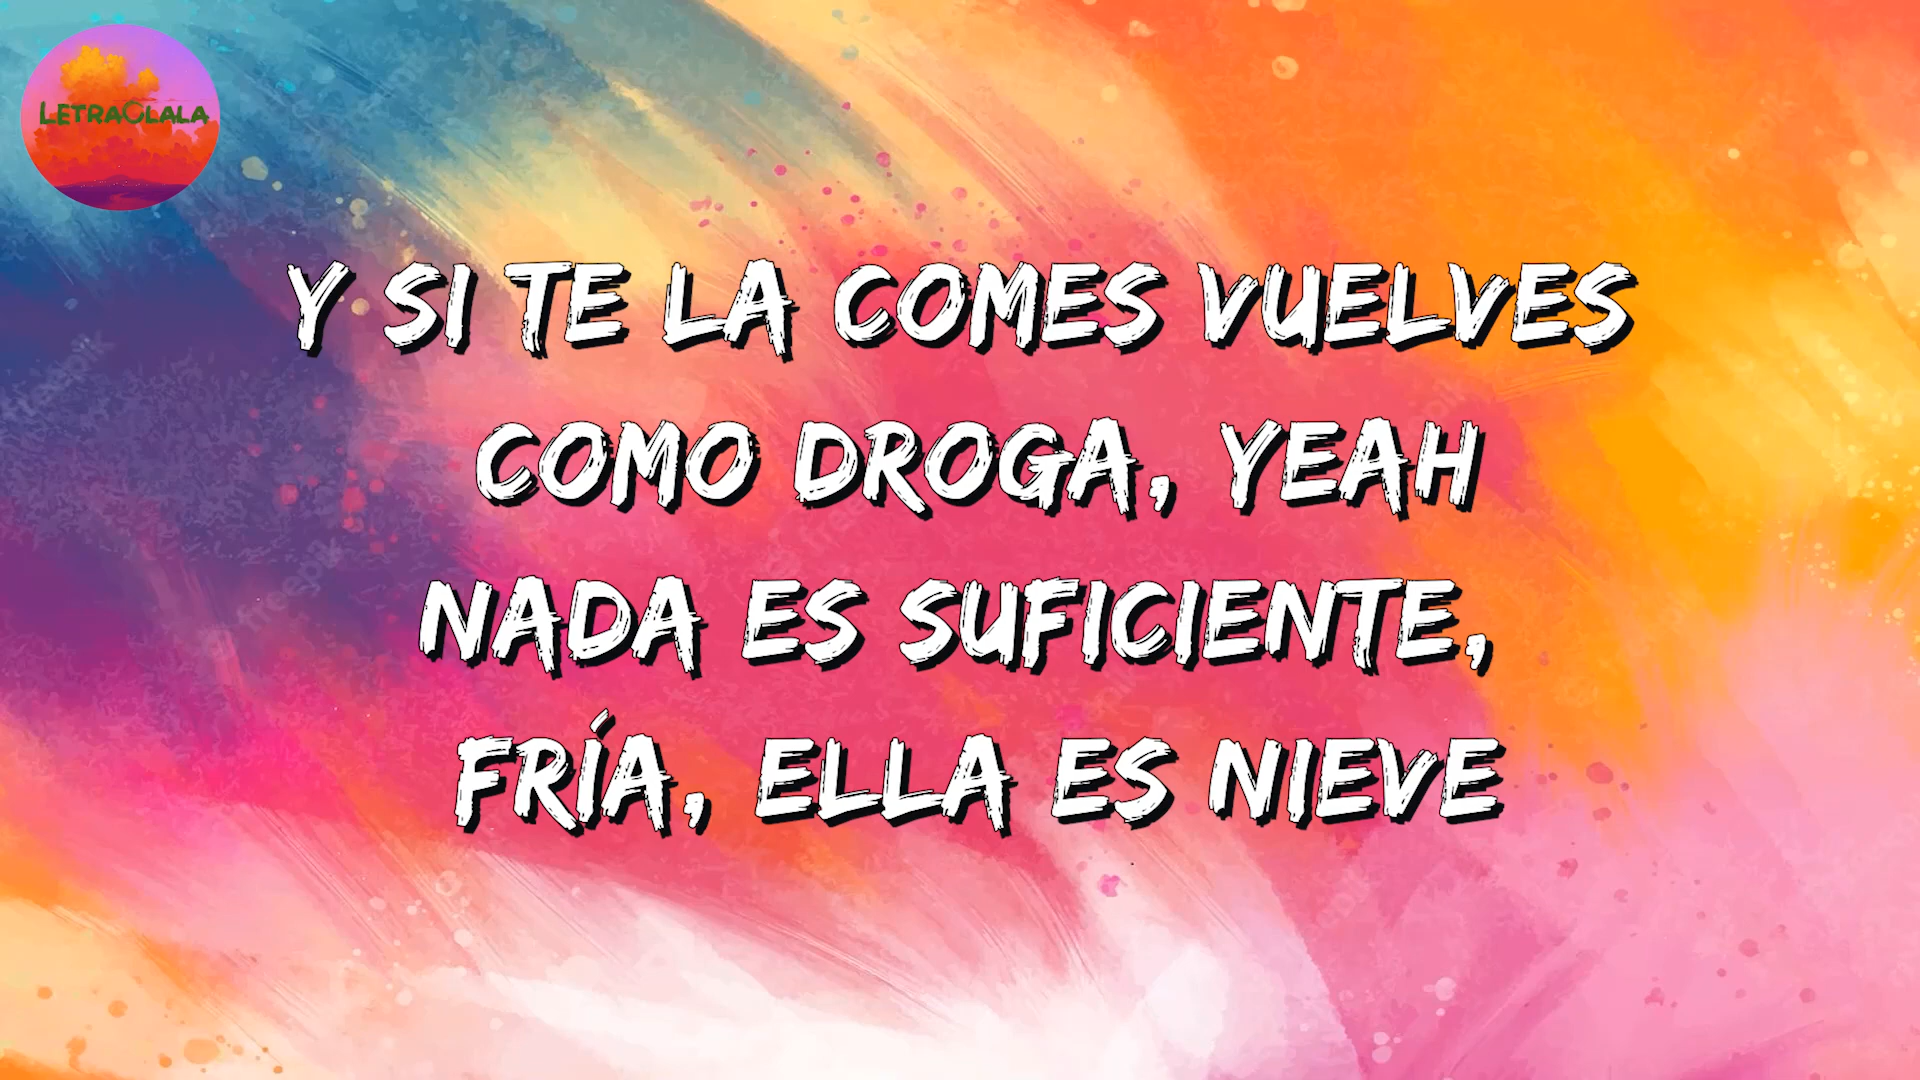 LETRAOLALA
Y SI TE LA COMES VUELVES
COMO DROGA, YEAH
NADA ES SUFICIENTE,
FRÍA, ELLA ES NIEVE